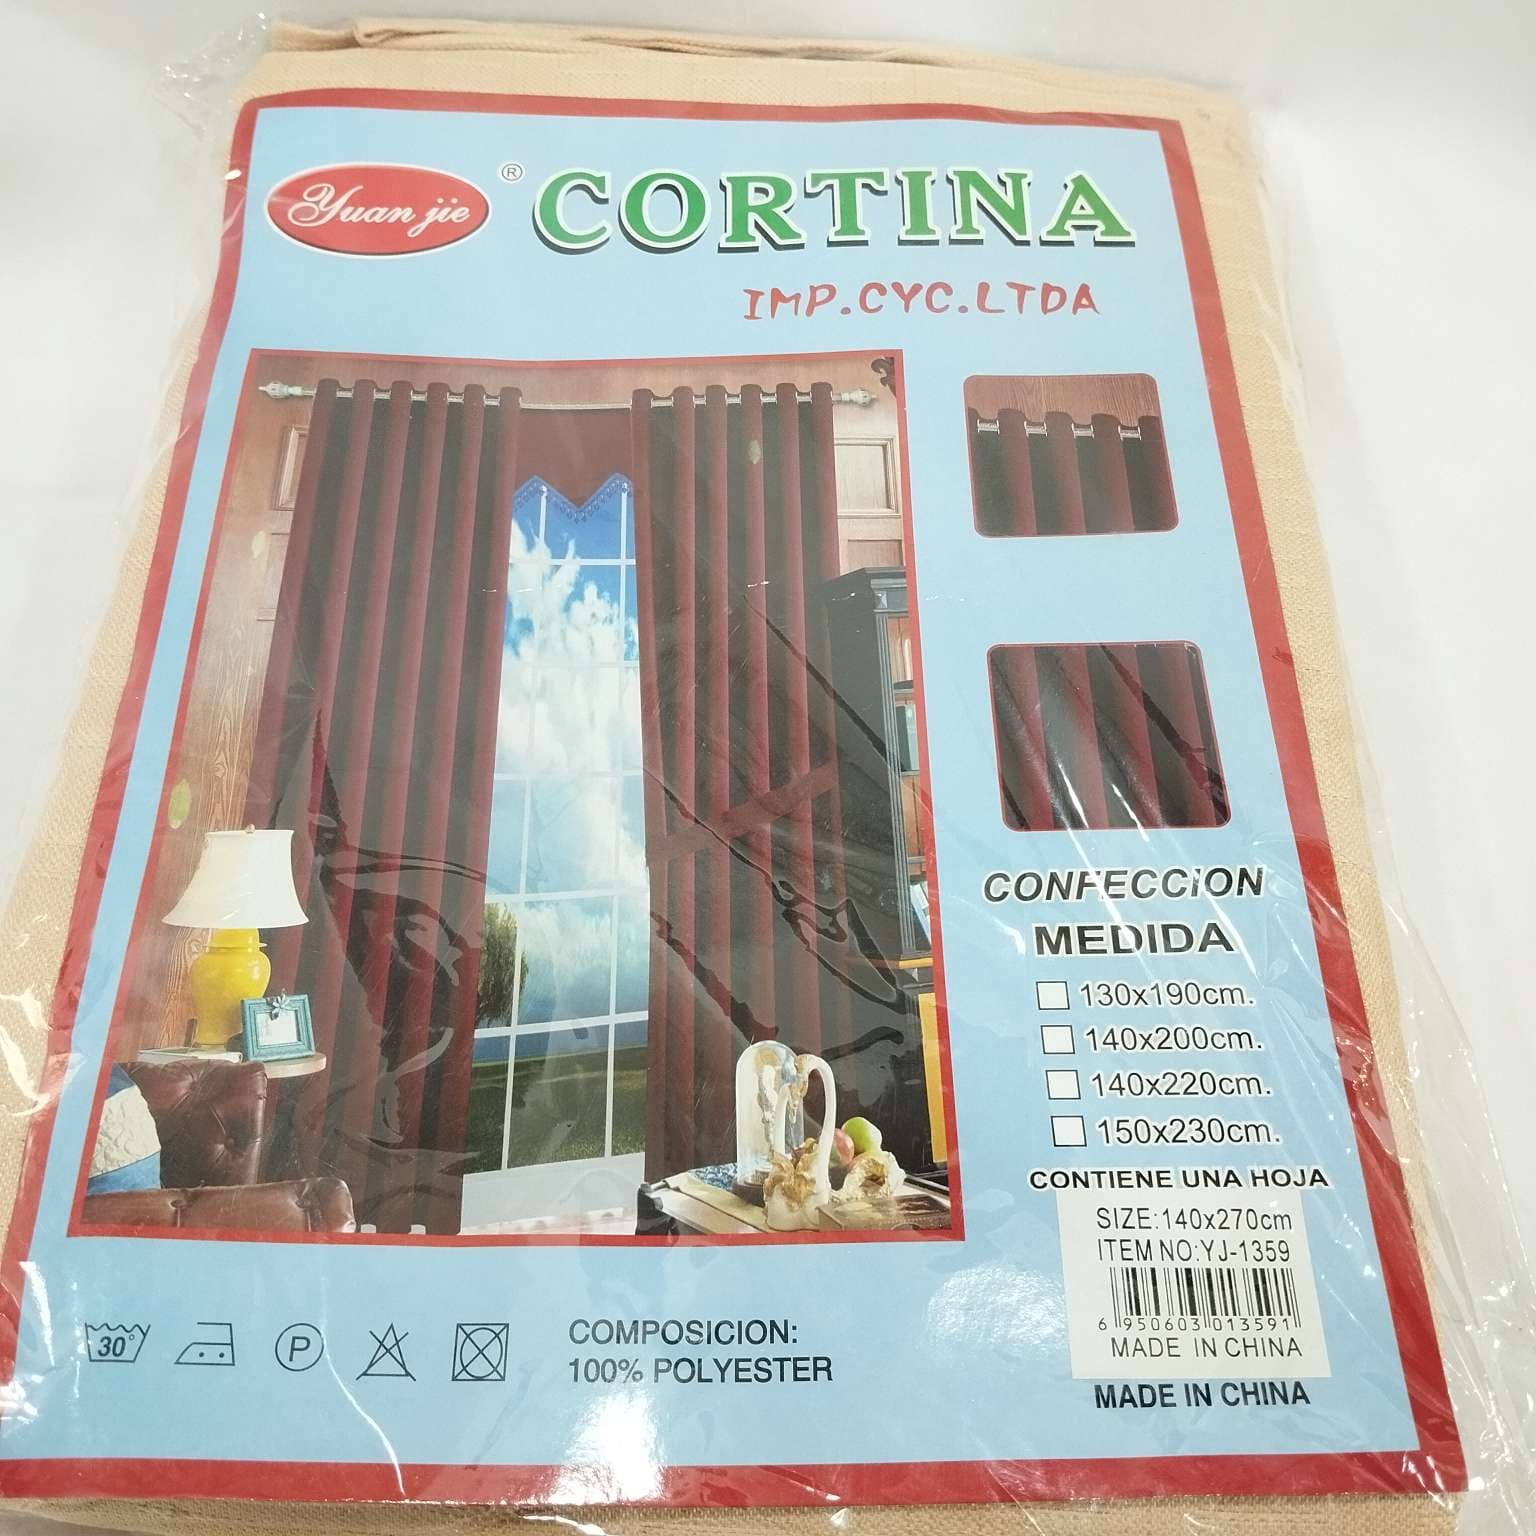 Yuan jie ® CORTINA
IMP.CYC.LTDA
CONFECCION
MEDIDA
130x190cm.
140x200cm.
140x220cm.
150x230cm.
CONTIENE UNA HOJA
SIZE:140x270cm
ITEM NO:YJ-1359
6 950603 013591
MADE IN CHINA
MADE IN CHINA
30°
P
COMPOSICION:
100% POLYESTER